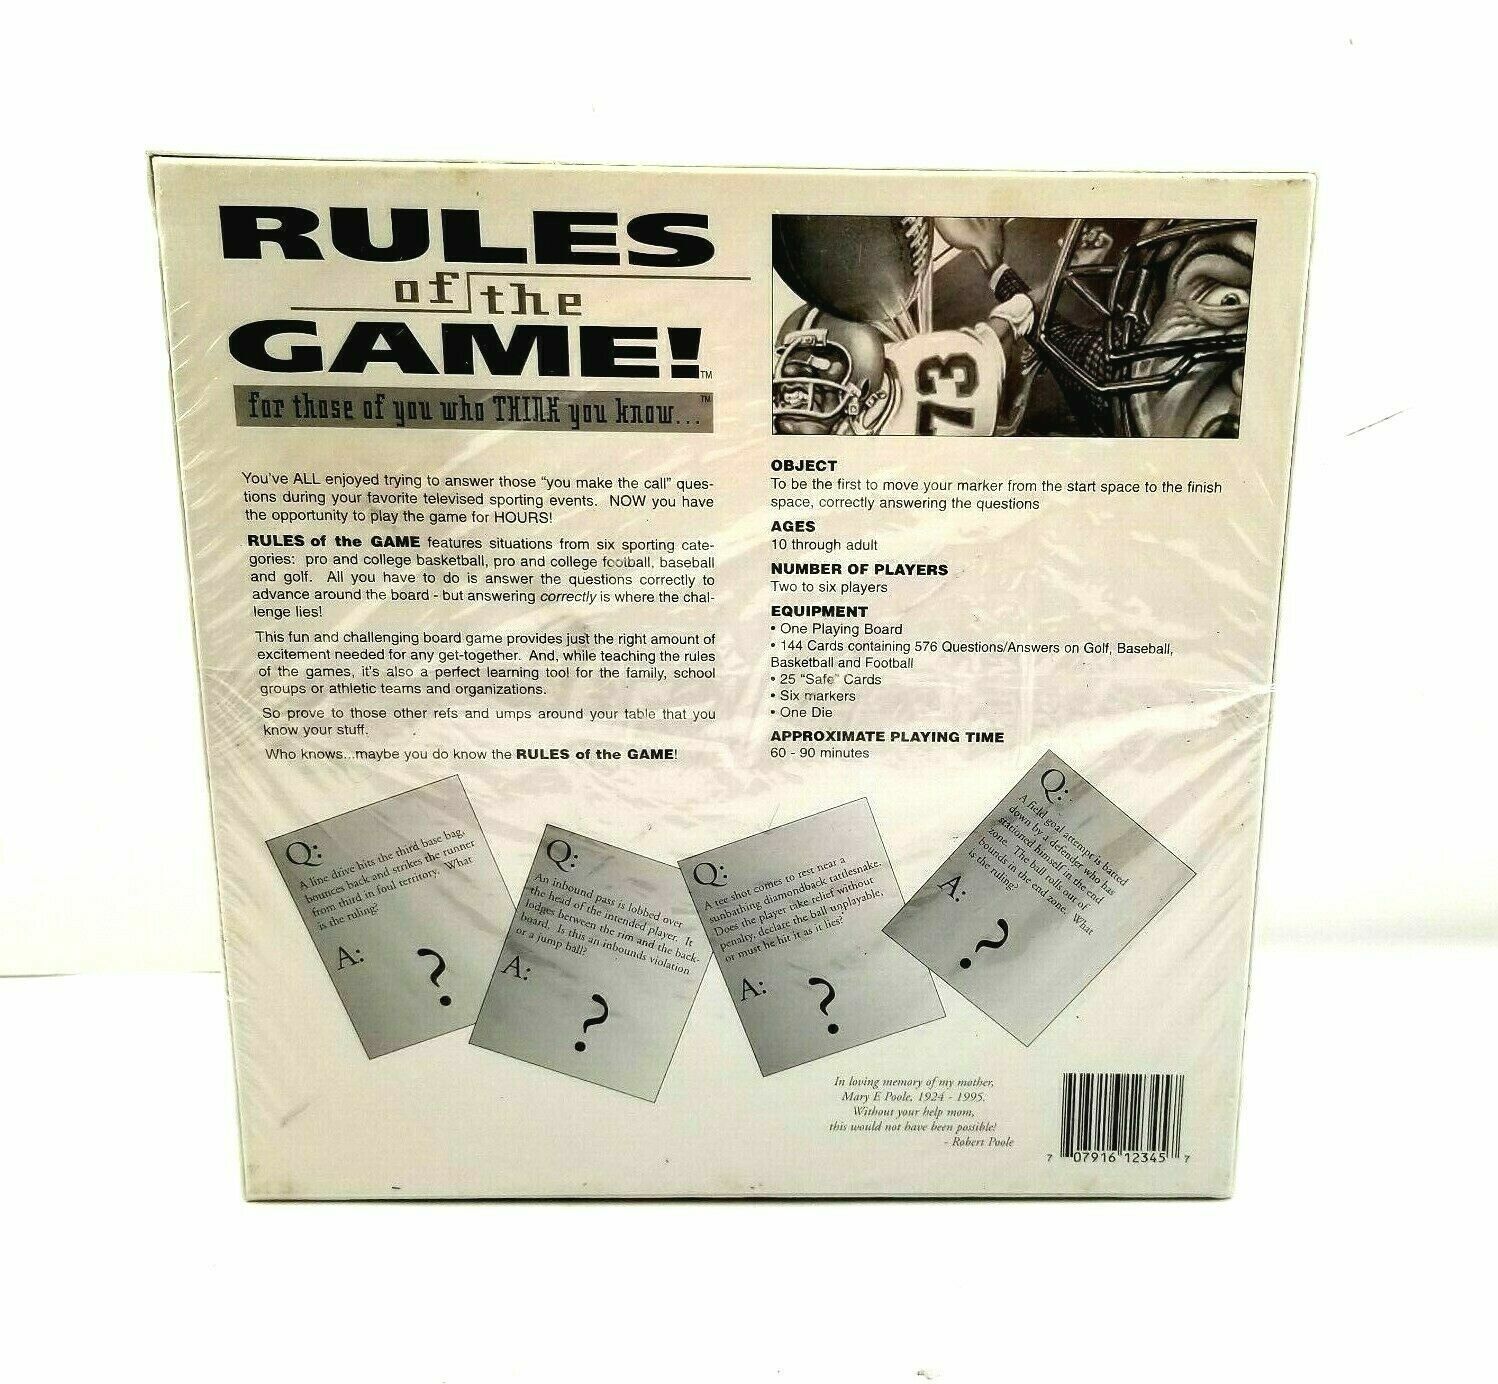 RULES
of the
GAME!™
for those of you who THINK you know...™
You've ALL enjoyed trying to answer those "you make the call" ques-
tions during your favorite televised sporting events. NOW you have
the opportunity to play the game for HOURS!
RULES of the GAME features situations from six sporting cate-
gories: pro and college basketball, pro and college football, baseball
and golf. All you have to do is answer the questions correctly to
advance around the board - but answering correctly is where the chal-
lenge lies!
This fun and challenging board game provides just the right amount of
excitement needed for any get-together. And, while teaching the rules
of the games, it's also a perfect learning tool for the family, school
groups or athletic teams and organizations.
So prove to those other refs and umps around your table that you
know your stuff.
Who knows...maybe you do know the RULES of the GAME!
73
OBJECT
To be the first to move your marker from the start space to the finish
space, correctly answering the questions
AGES
10 through adult
NUMBER OF PLAYERS
Two to six players
EQUIPMENT
• One Playing Board
• 144 Cards containing 576 Questions/Answers on Golf, Baseball,
Basketball and Football
• 25 "Safe" Cards
• Six markers
• One Die
APPROXIMATE PLAYING TIME
60 - 90 minutes
Q:
A line drive hits the third base bag,
bounces back and strikes the runner
from third in foul territory. What
is the ruling?
A:
?
Q:
An inbound pass is lobbed over
the head of the intended player. It
lodges between the rim and the back-
board. Is this an inbounds violation
or a jump ball?
A:
?
Q:
A tee shot comes to rest near a
sunbathing diamondback rattlesnake.
Does the player take relief without
penalty, declare the ball unplayable,
or must he hit it as it lies?
A:
?
Q:
A field goal attempt is batted
down by a defender who has
stationed himself in the end
zone. The ball rolls out of
bounds in the end zone. What
is the ruling?
A:
?
In loving memory of my mother,
Mary E Poole, 1924 - 1995.
Without your help mom,
this would not have been possible!
- Robert Poole
7 07916 12345 7